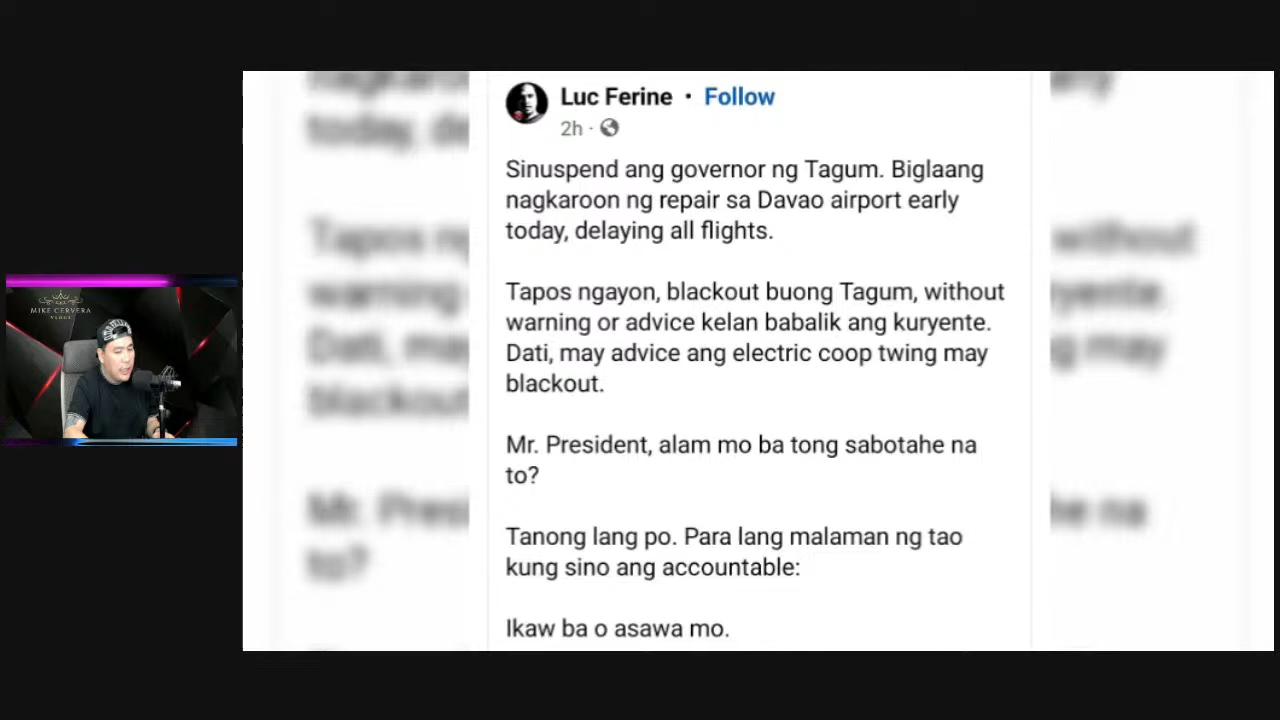 Luc Ferine • Follow
2h ·
Sinuspend ang governor ng Tagum. Biglaang
nagkaroon ng repair sa Davao airport early
today, delaying all flights.
Tapos ngayon, blackout buong Tagum, without
warning or advice kelan babalik ang kuryente.
Dati, may advice ang electric coop twing may
blackout.
Mr. President, alam mo ba tong sabotahe na
to?
Tanong lang po. Para lang malaman ng tao
kung sino ang accountable:
Ikaw ba o asawa mo.
MIKE CERVERA
VLOGS